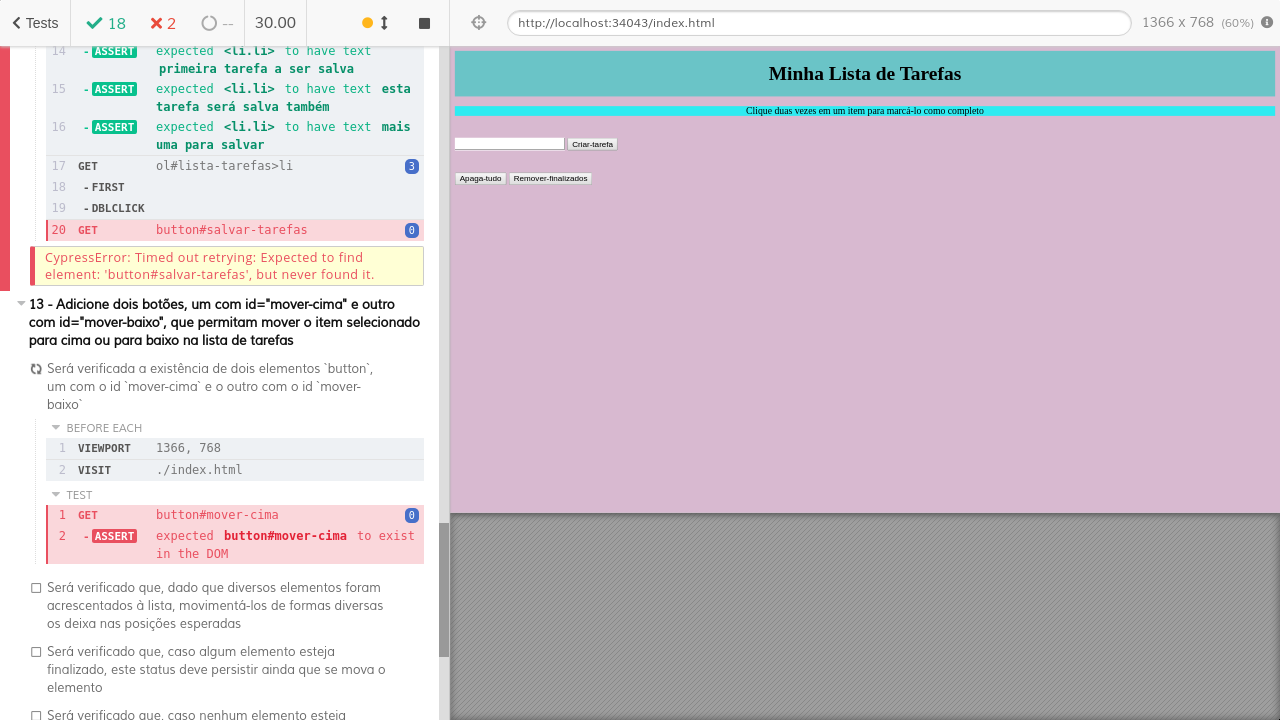 Tests 18 2 -- 30.00 http://localhost:34043/index.html 1366 x 768 (60%)
14 - ASSERT expected <li.li> to have text
primeira tarefa a ser salva
15 - ASSERT expected <li.li> to have text esta
tarefa será salva também
16 - ASSERT expected <li.li> to have text mais
uma para salvar
17 GET ol#lista-tarefas>li 3
18 - FIRST
19 - DBLCLICK
20 GET button#salvar-tarefas 0
CypressError: Timed out retrying: Expected to find
element: 'button#salvar-tarefas', but never found it.
13 - Adicione dois botões, um com id="mover-cima" e outro
com id="mover-baixo", que permitam mover o item selecionado
para cima ou para baixo na lista de tarefas
Será verificada a existência de dois elementos `button`,
um com o id `mover-cima` e o outro com o id `mover-
baixo`
BEFORE EACH
1 VIEWPORT 1366, 768
2 VISIT ./index.html
TEST
1 GET button#mover-cima 0
2 - ASSERT expected button#mover-cima to exist
in the DOM
Será verificado que, dado que diversos elementos foram
acrescentados à lista, movimentá-los de formas diversas
os deixa nas posições esperadas
Será verificado que, caso algum elemento esteja
finalizado, este status deve persistir ainda que se mova o
elemento
Será verificado que, caso nenhum elemento esteja
Minha Lista de Tarefas
Clique duas vezes em um item para marcá-lo como completo
Criar-tarefa
Apaga-tudo Remover-finalizados